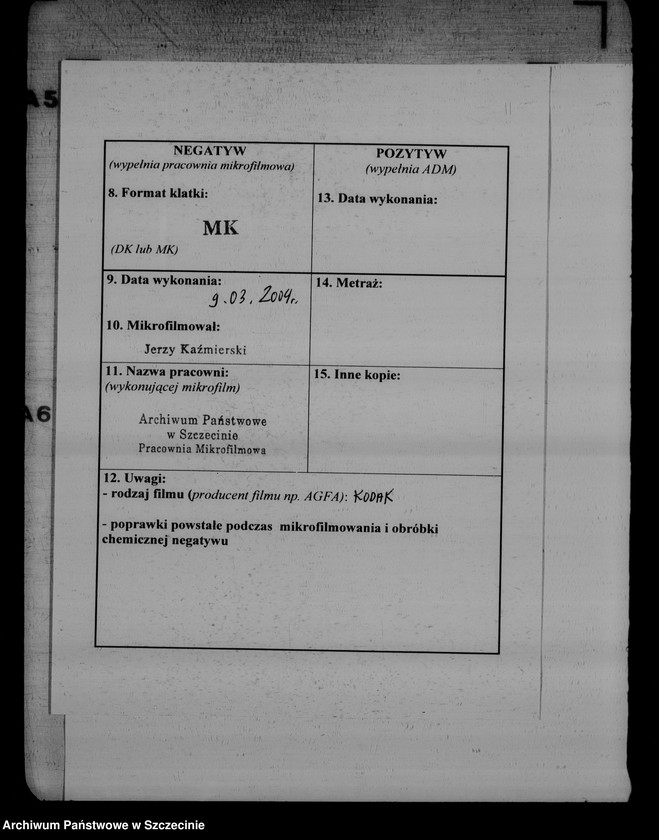 A5
NEGATYW
(wypełnia pracownia mikrofilmowa)
8. Format klatki:
MK
(DK lub MK)
POZYTYW
(wypełnia ADM)
13. Data wykonania:
9. Data wykonania:
9.03.2004r.
10. Mikrofilmował:
Jerzy Kaźmierski
14. Metraż:
11. Nazwa pracowni:
(wykonującej mikrofilm)
Archiwum Państwowe
w Szczecinie
Pracownia Mikrofilmowa
15. Inne kopie:
A6
12. Uwagi:
- rodzaj filmu (producent filmu np. AGFA): KODAK
- poprawki powstałe podczas mikrofilmowania i obróbki
chemicznej negatywu
Archiwum Państwowe w Szczecinie